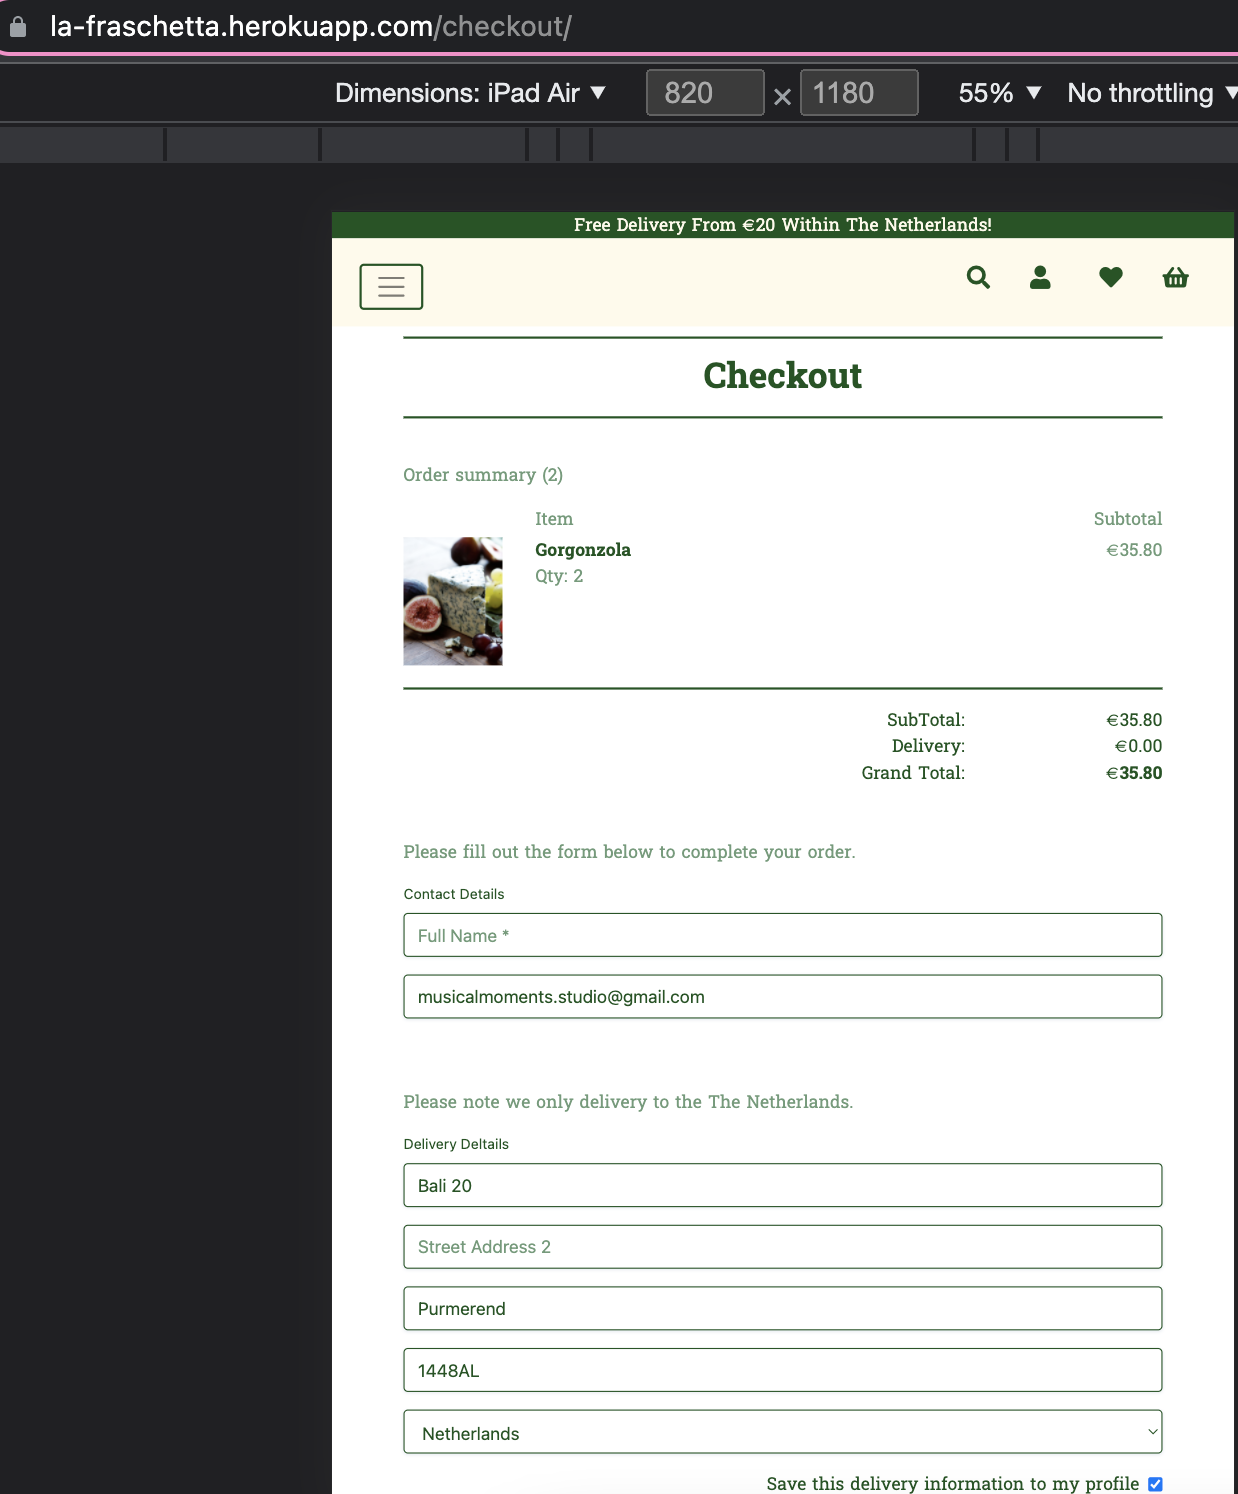 la-fraschetta.herokuapp.com/checkout/
Dimensions: iPad Air ▼ 820 × 1180 55% ▼ No throttling ▼
Free Delivery From €20 Within The Netherlands!
Checkout
Order summary (2)
Item Subtotal
Gorgonzola €35.80
Qty: 2
SubTotal: €35.80
Delivery: €0.00
Grand Total: €35.80
Please fill out the form below to complete your order.
Contact Details
Full Name *
musicalmoments.studio@gmail.com
Please note we only delivery to the The Netherlands.
Delivery Deltails
Bali 20
Street Address 2
Purmerend
1448AL
Netherlands
Save this delivery information to my profile